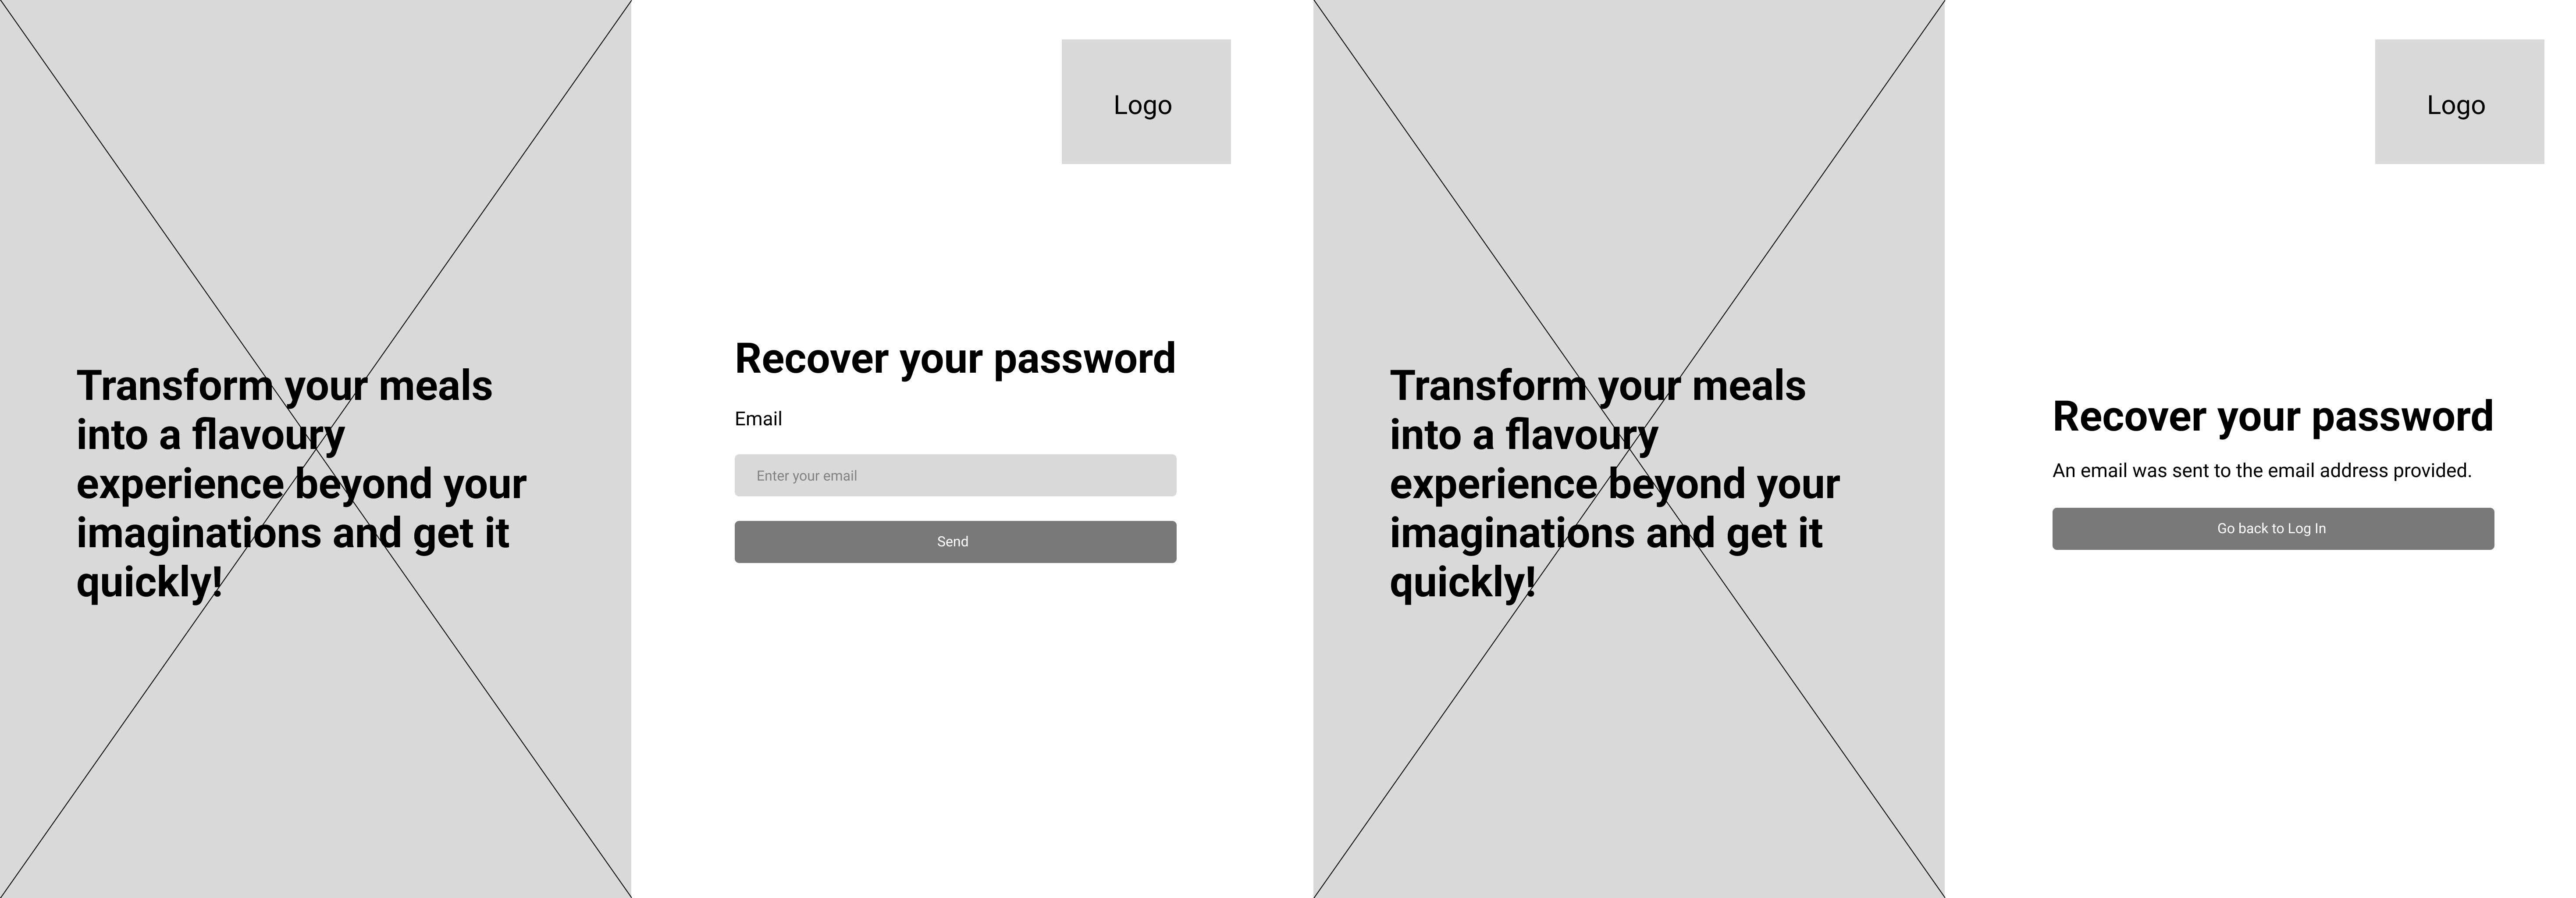 Logo
Transform your meals
into a flavoury
experience beyond your
imaginations and get it
quickly!
Recover your password
Email
Enter your email
Send
Logo
Transform your meals
into a flavoury
experience beyond your
imaginations and get it
quickly!
Recover your password
An email was sent to the email address provided.
Go back to Log In